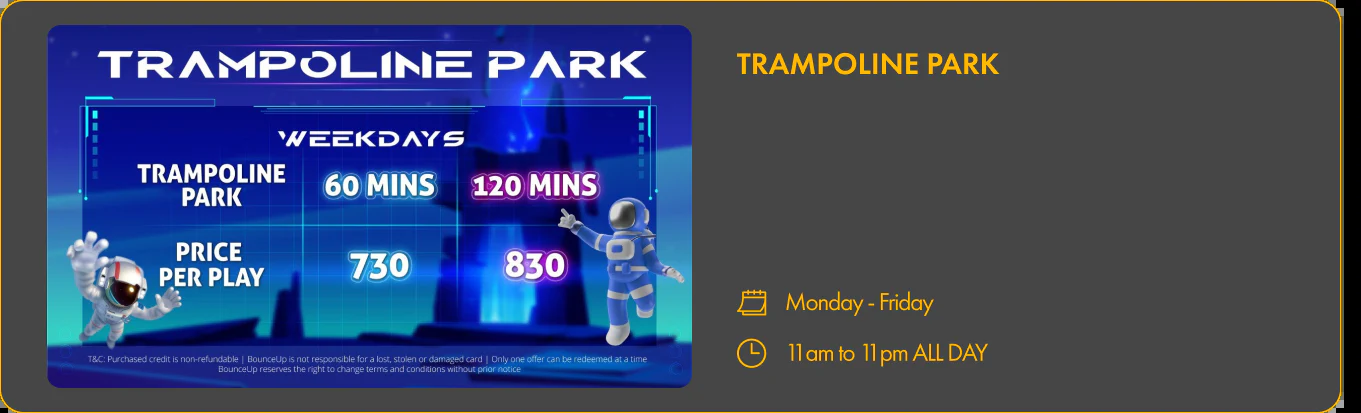 TRAMPOLINE PARK
WEEKDAYS
TRAMPOLINE
PARK
60 MINS
120 MINS
PRICE
PER PLAY
730
830
T&C: Purchased credit is non-refundable | BounceUp is not responsible for a lost, stolen or damaged card | Only one offer can be redeemed at a time
BounceUp reserves the right to change terms and conditions without prior notice
TRAMPOLINE PARK
Monday - Friday
11 am to 11 pm ALL DAY